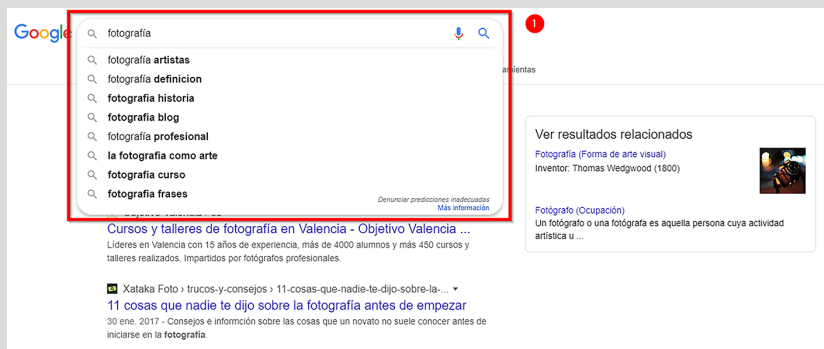 Google
fotografía
1
amientas
fotografía artistas
fotografía definicion
fotografia historia
fotografia blog
fotografía profesional
la fotografia como arte
fotografia curso
fotografia frases
Denunciar predicciones inadecuadas
Más información
Objetivo Valencia
Cursos y talleres de fotografía en Valencia - Objetivo Valencia ...
Líderes en Valencia con 15 años de experiencia, más de 4000 alumnos y más 450 cursos y
talleres realizados. Impartidos por fotógrafos profesionales.
Xataka Foto › trucos-y-consejos › 11-cosas-que-nadie-te-dijo-sobre-la-...
11 cosas que nadie te dijo sobre la fotografía antes de empezar
30 ene. 2017 - Consejos e informción sobre las cosas que un novato no suele conocer antes de
iniciarse en la fotografía.
Ver resultados relacionados
Fotografía (Forma de arte visual)
Inventor: Thomas Wedgwood (1800)
Fotógrafo (Ocupación)
Un fotógrafo o una fotógrafa es aquella persona cuya actividad
artística u ...